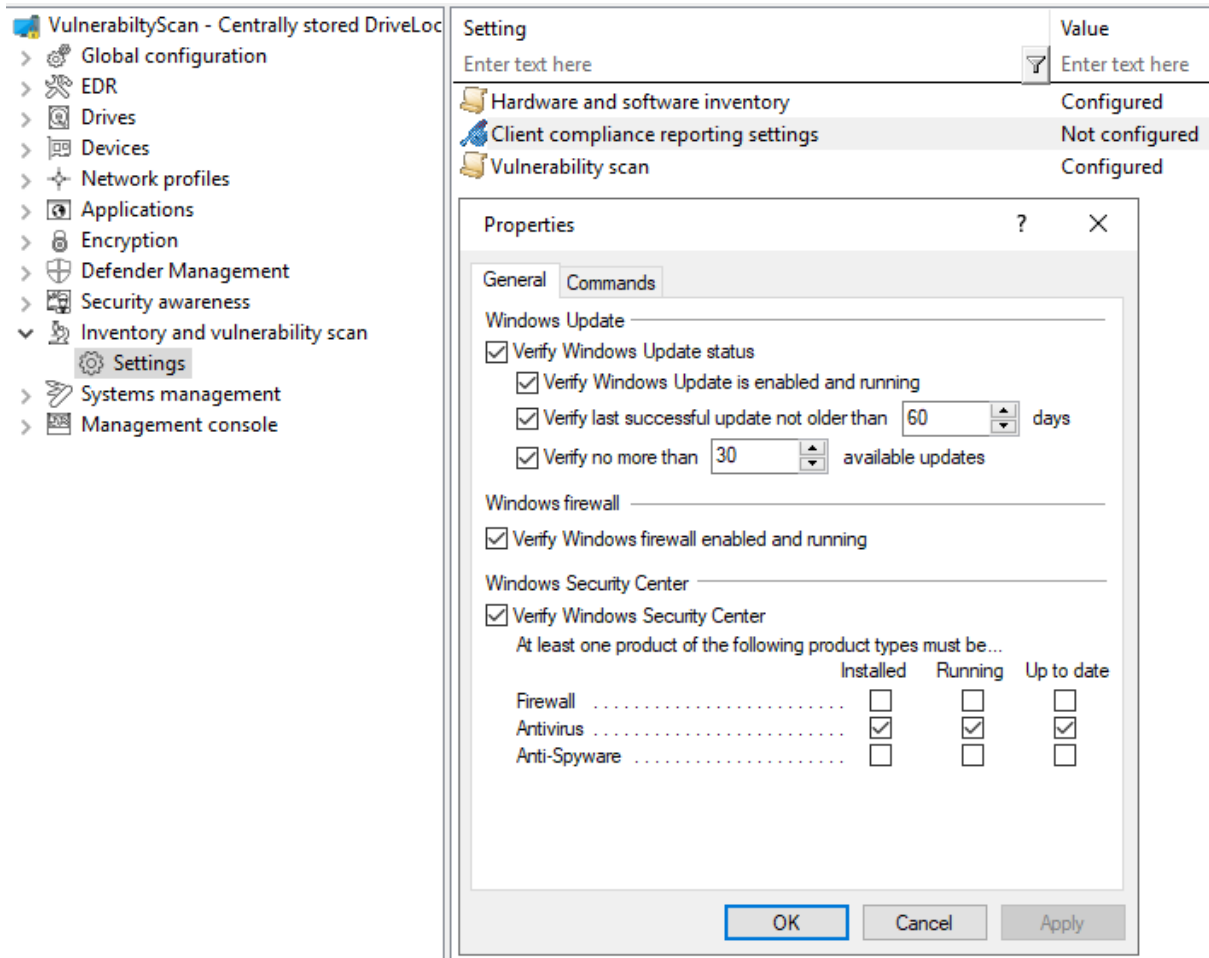 VulnerabiltyScan - Centrally stored DriveLoc
Global configuration
EDR
Drives
Devices
Network profiles
Applications
Encryption
Defender Management
Security awareness
Inventory and vulnerability scan
Settings
Systems management
Management console
Setting Value
Enter text here Enter text here
Hardware and software inventory Configured
Client compliance reporting settings Not configured
Vulnerability scan Configured
Properties ?
General Commands
Windows Update
Verify Windows Update status
Verify Windows Update is enabled and running
Verify last successful update not older than 60 days
Verify no more than 30 available updates
Windows firewall
Verify Windows firewall enabled and running
Windows Security Center
Verify Windows Security Center
At least one product of the following product types must be...
Installed Running Up to date
Firewall . . . . . . . . . . . . . . . . . . . . . . . . .
Antivirus . . . . . . . . . . . . . . . . . . . . . . . . .
Anti-Spyware . . . . . . . . . . . . . . . . . . . . .
OK Cancel Apply